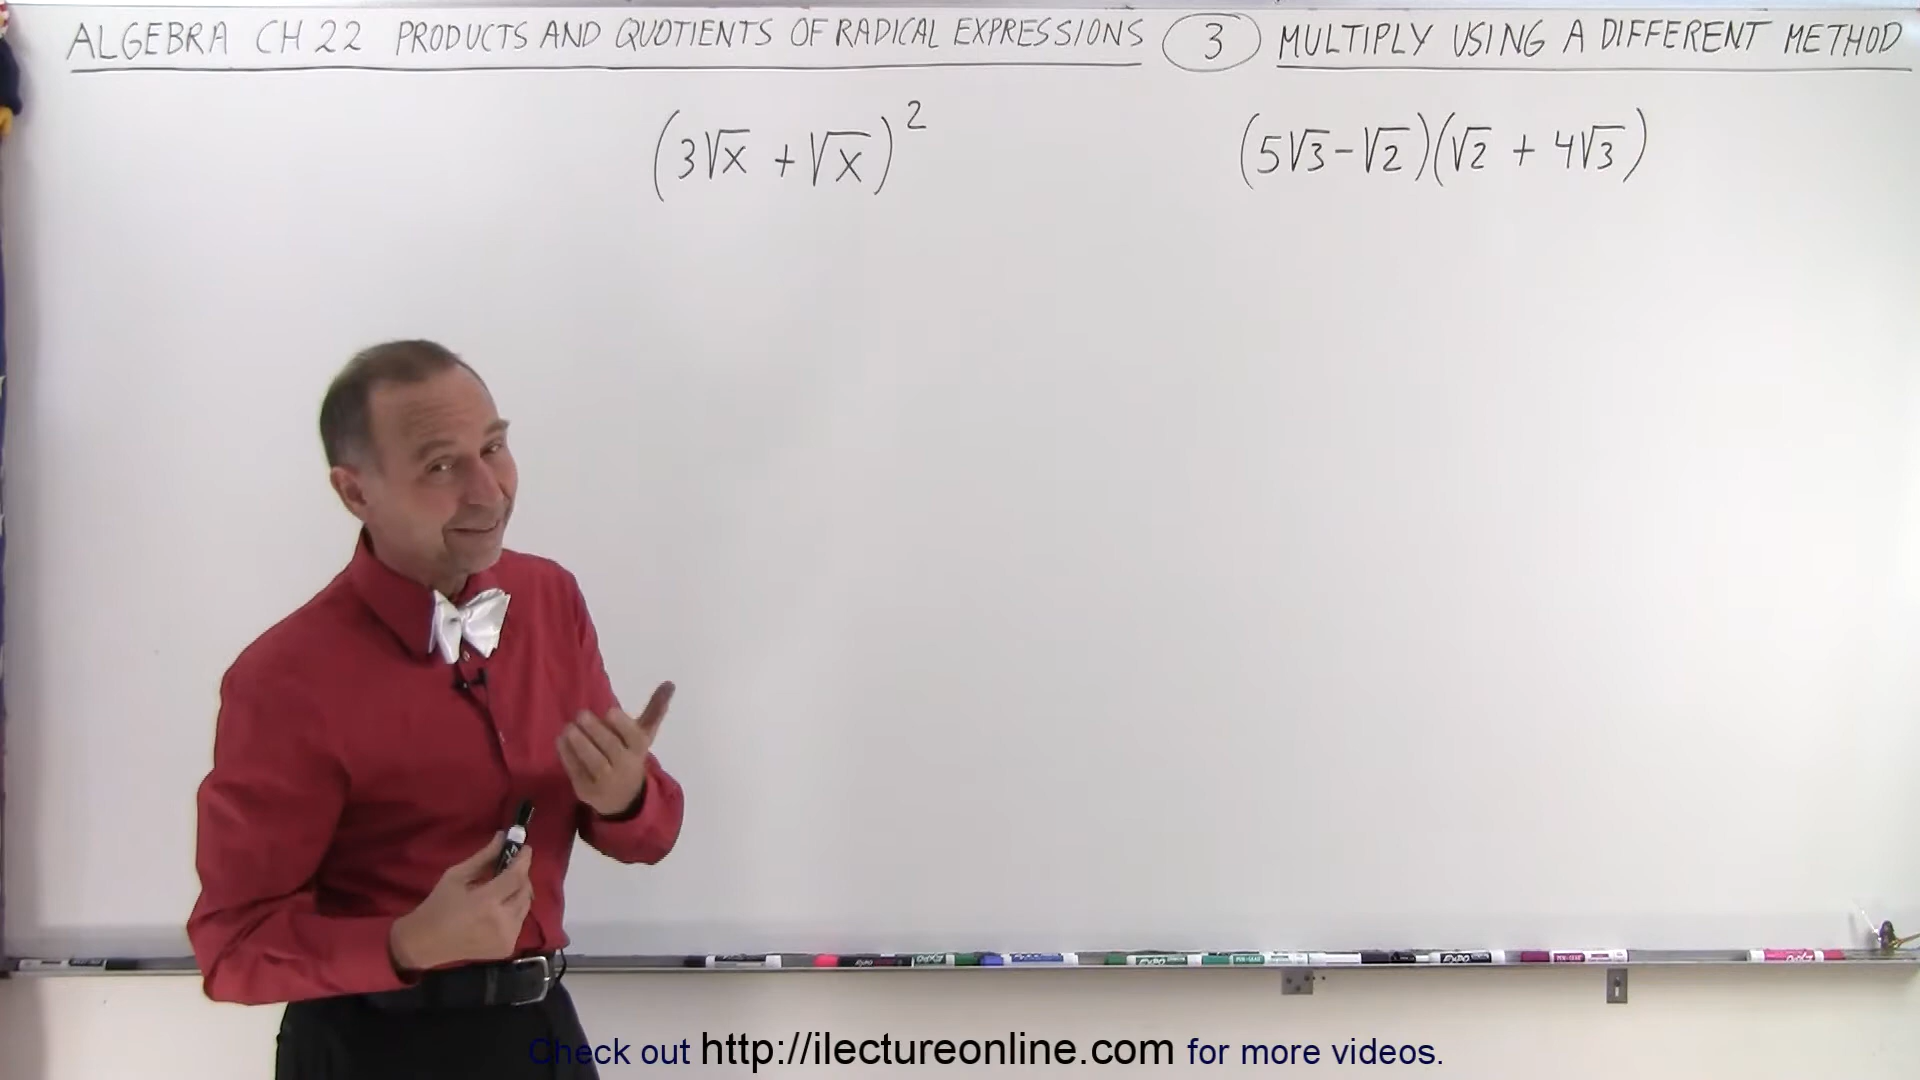 ALGEBRA CH 22 PRODUCTS AND QUOTIENTS OF RADICAL EXPRESSIONS 3 MULTIPLY USING A DIFFERENT METHOD
(3√x + √x)² (5√3 - √2)(√2 + 4√3)
EXPO
Check out http://ilectureonline.com for more videos.